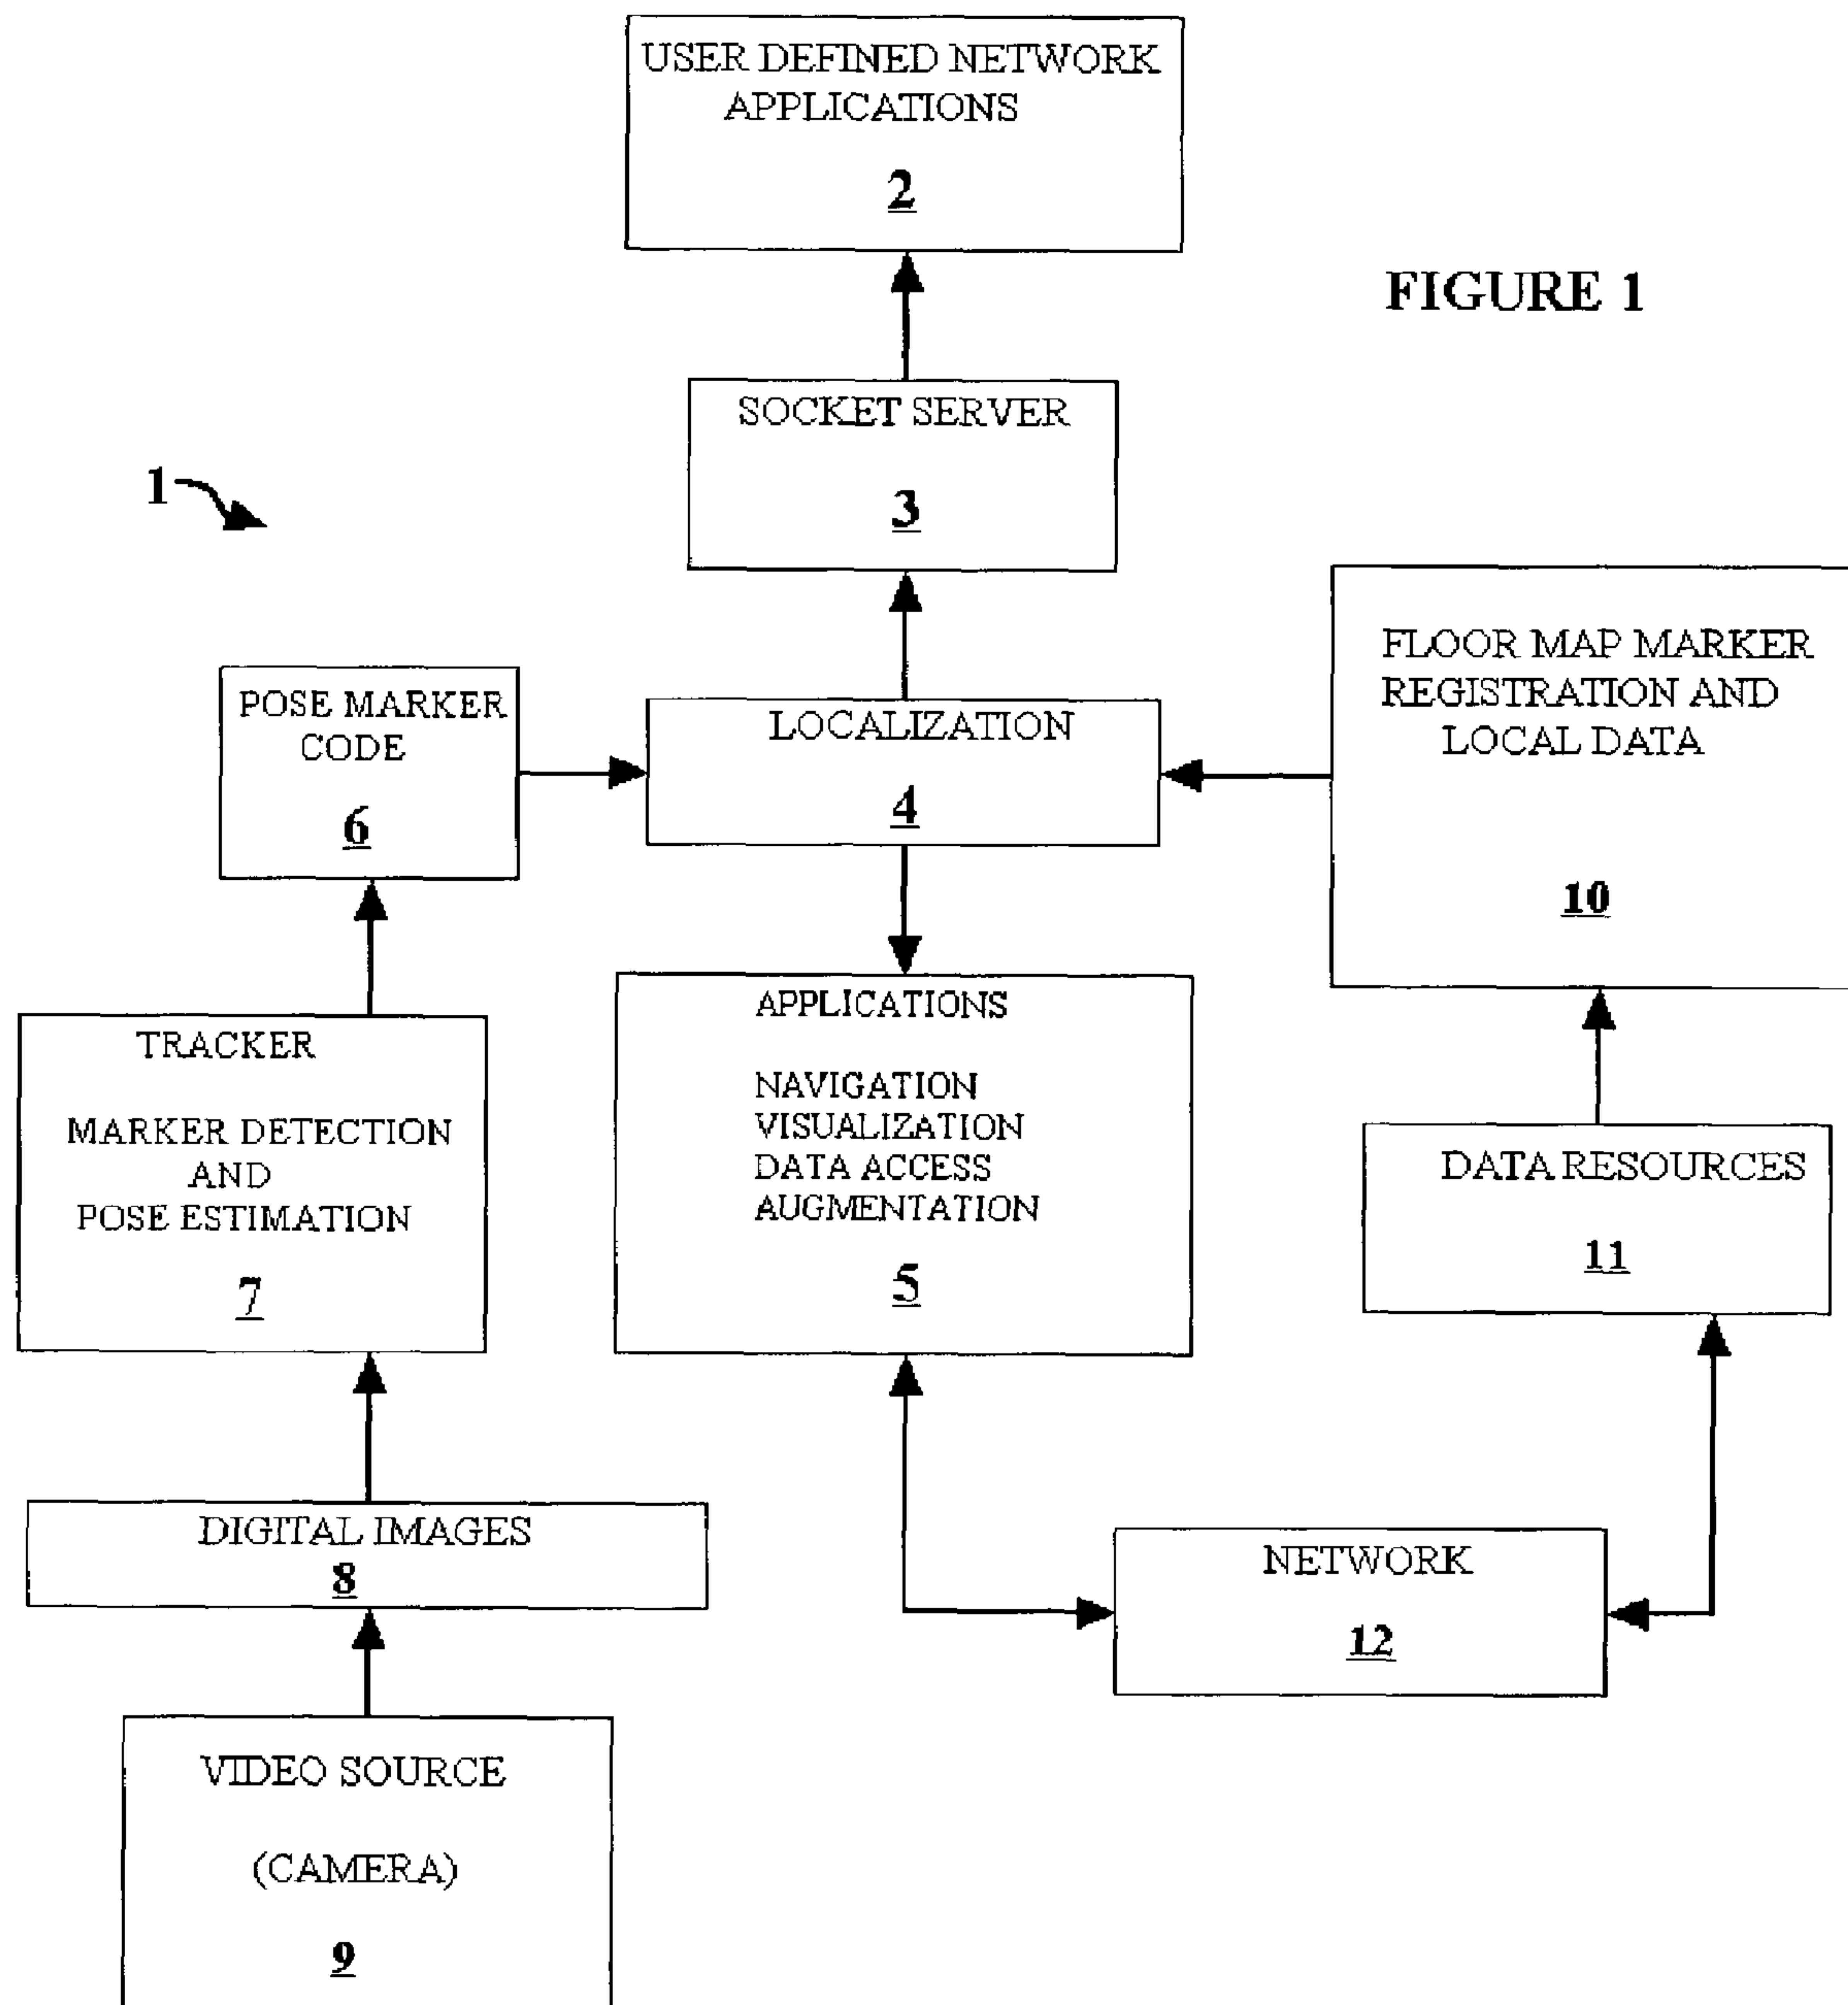 USER DEFINED NETWORK
APPLICATIONS
2
FIGURE 1
SOCKET SERVER
3
1
POSE MARKER
CODE
6
LOCALIZATION
4
FLOOR MAP MARKER
REGISTRATION AND
LOCAL DATA
10
TRACKER
MARKER DETECTION
AND
POSE ESTIMATION
7
APPLICATIONS
NAVIGATION
VISUALIZATION
DATA ACCESS
AUGMENTATION
5
DATA RESOURCES
11
DIGITAL IMAGES
8
NETWORK
12
VIDEO SOURCE
(CAMERA)
9